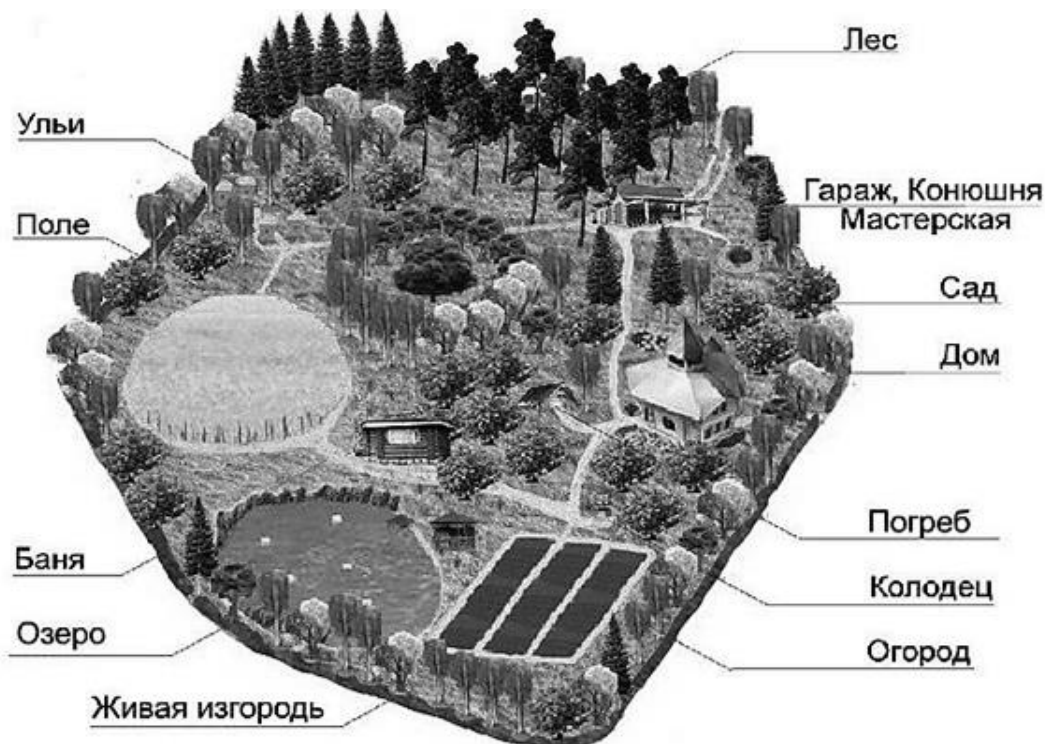 Лес
Ульи
Гараж, Конюшня
Мастерская
Поле
Сад
Дом
Погреб
Баня
Колодец
Озеро
Огород
Живая изгородь